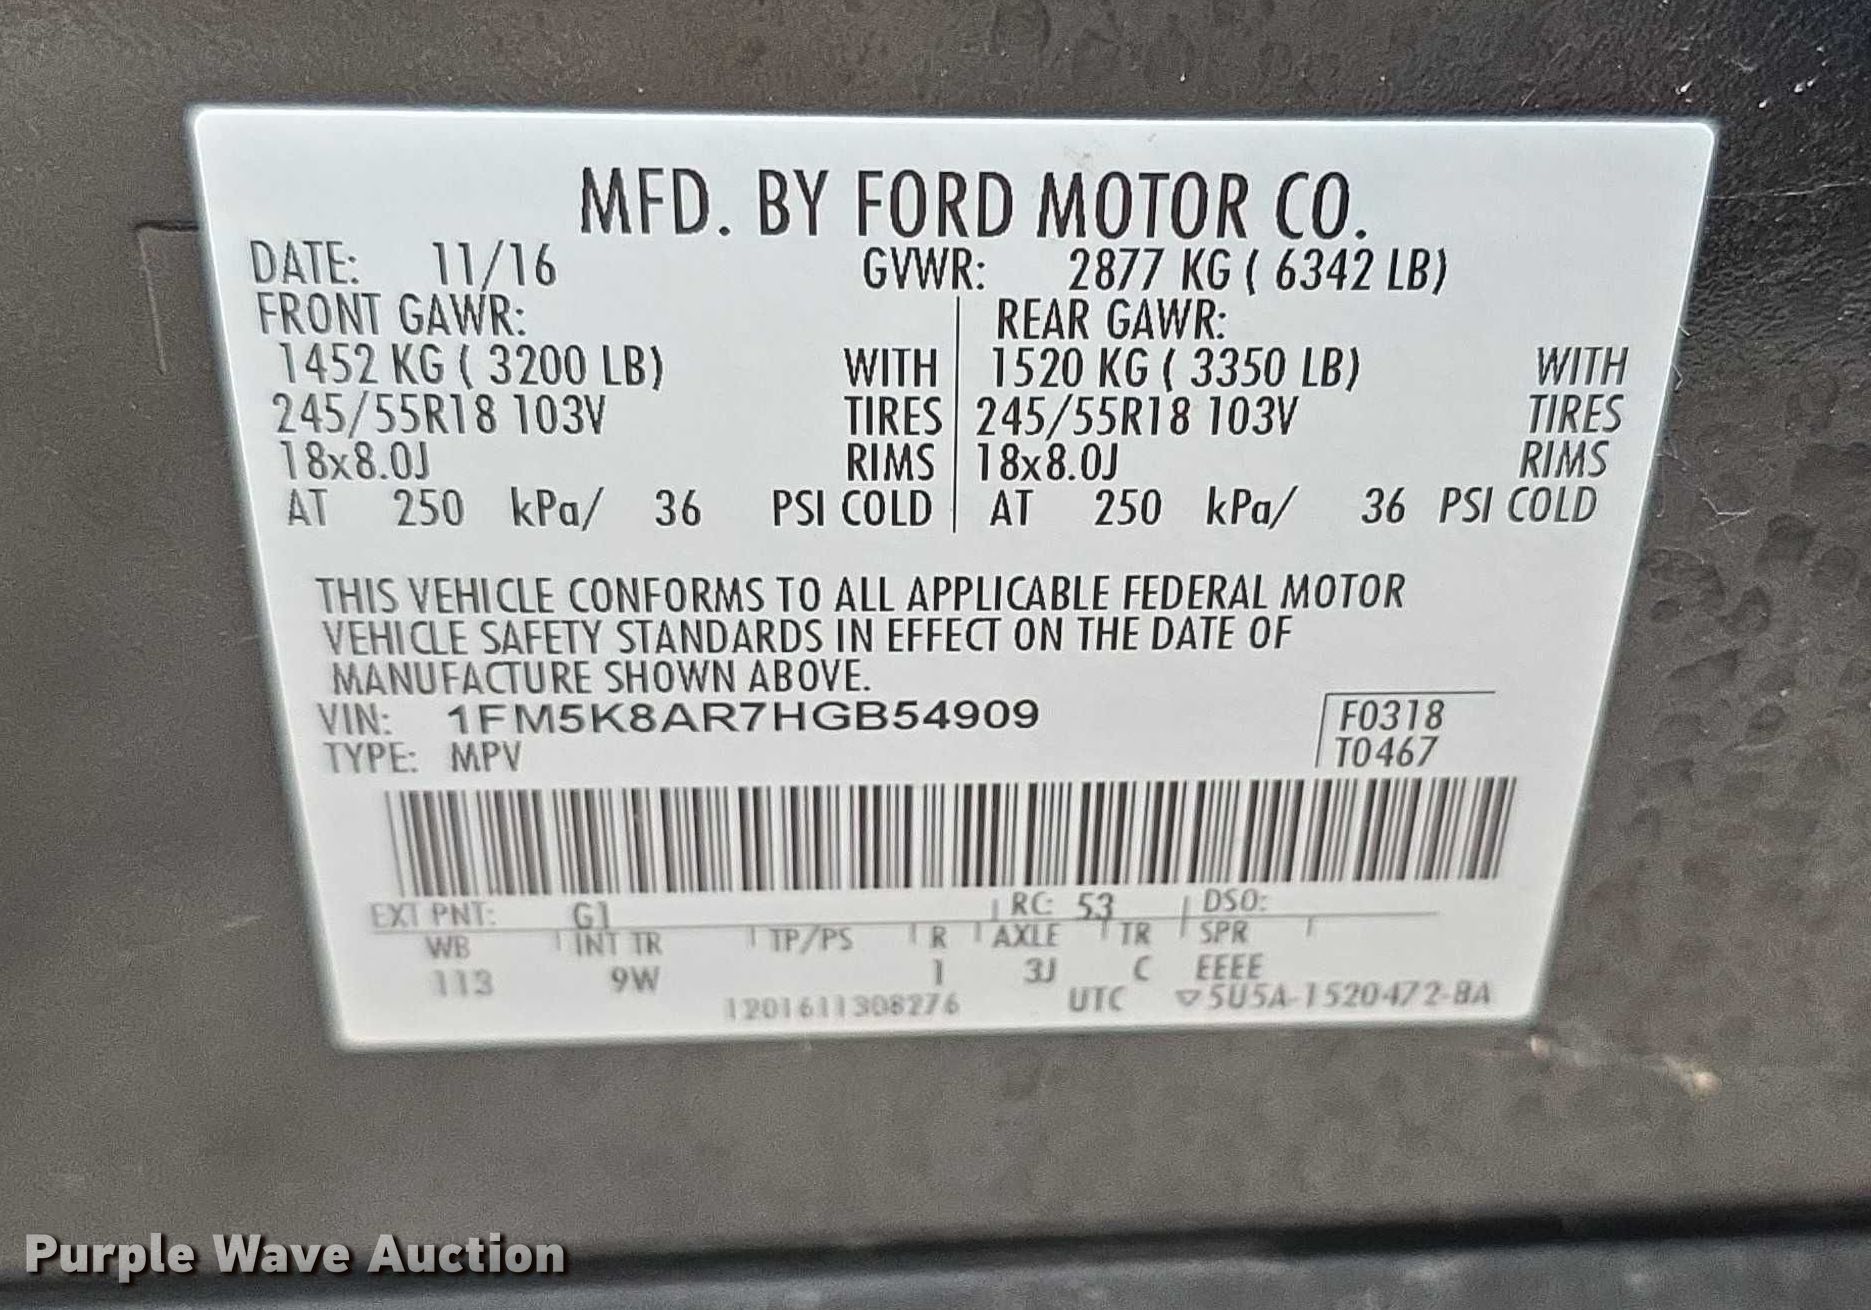 MFD. BY FORD MOTOR CO.
DATE: 11/16 GVWR: 2877 KG ( 6342 LB)
FRONT GAWR: REAR GAWR:
1452 KG ( 3200 LB) WITH 1520 KG ( 3350 LB) WITH
245/55R18 103V TIRES 245/55R18 103V TIRES
18x8.0J RIMS 18x8.0J RIMS
AT 250 kPa/ 36 PSI COLD AT 250 kPa/ 36 PSI COLD
THIS VEHICLE CONFORMS TO ALL APPLICABLE FEDERAL MOTOR
VEHICLE SAFETY STANDARDS IN EFFECT ON THE DATE OF
MANUFACTURE SHOWN ABOVE.
VIN: 1FM5K8AR7HGB54909 F0318
TYPE: MPV T0467
EXT PNT: G1 RC: 53 DSO:
WB INT TR TP/PS R AXLE TR SPR
113 9W 1 3J C EEEE
1201611308276 UTC ▽5U5A-1520472-BA
Purple Wave Auction